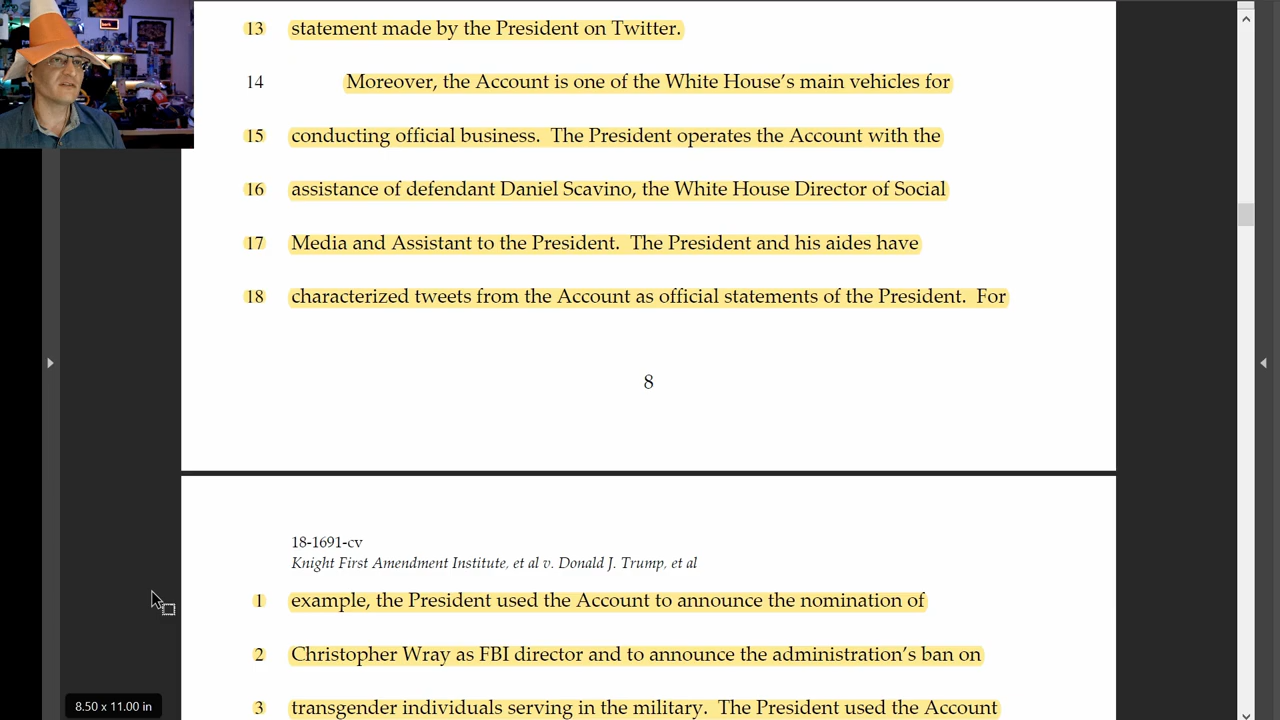 13 statement made by the President on Twitter.
14 Moreover, the Account is one of the White House’s main vehicles for
15 conducting official business. The President operates the Account with the
16 assistance of defendant Daniel Scavino, the White House Director of Social
17 Media and Assistant to the President. The President and his aides have
18 characterized tweets from the Account as official statements of the President. For
8
18-1691-cv
Knight First Amendment Institute, et al v. Donald J. Trump, et al
1 example, the President used the Account to announce the nomination of
2 Christopher Wray as FBI director and to announce the administration’s ban on
3 transgender individuals serving in the military. The President used the Account
8.50 x 11.00 in